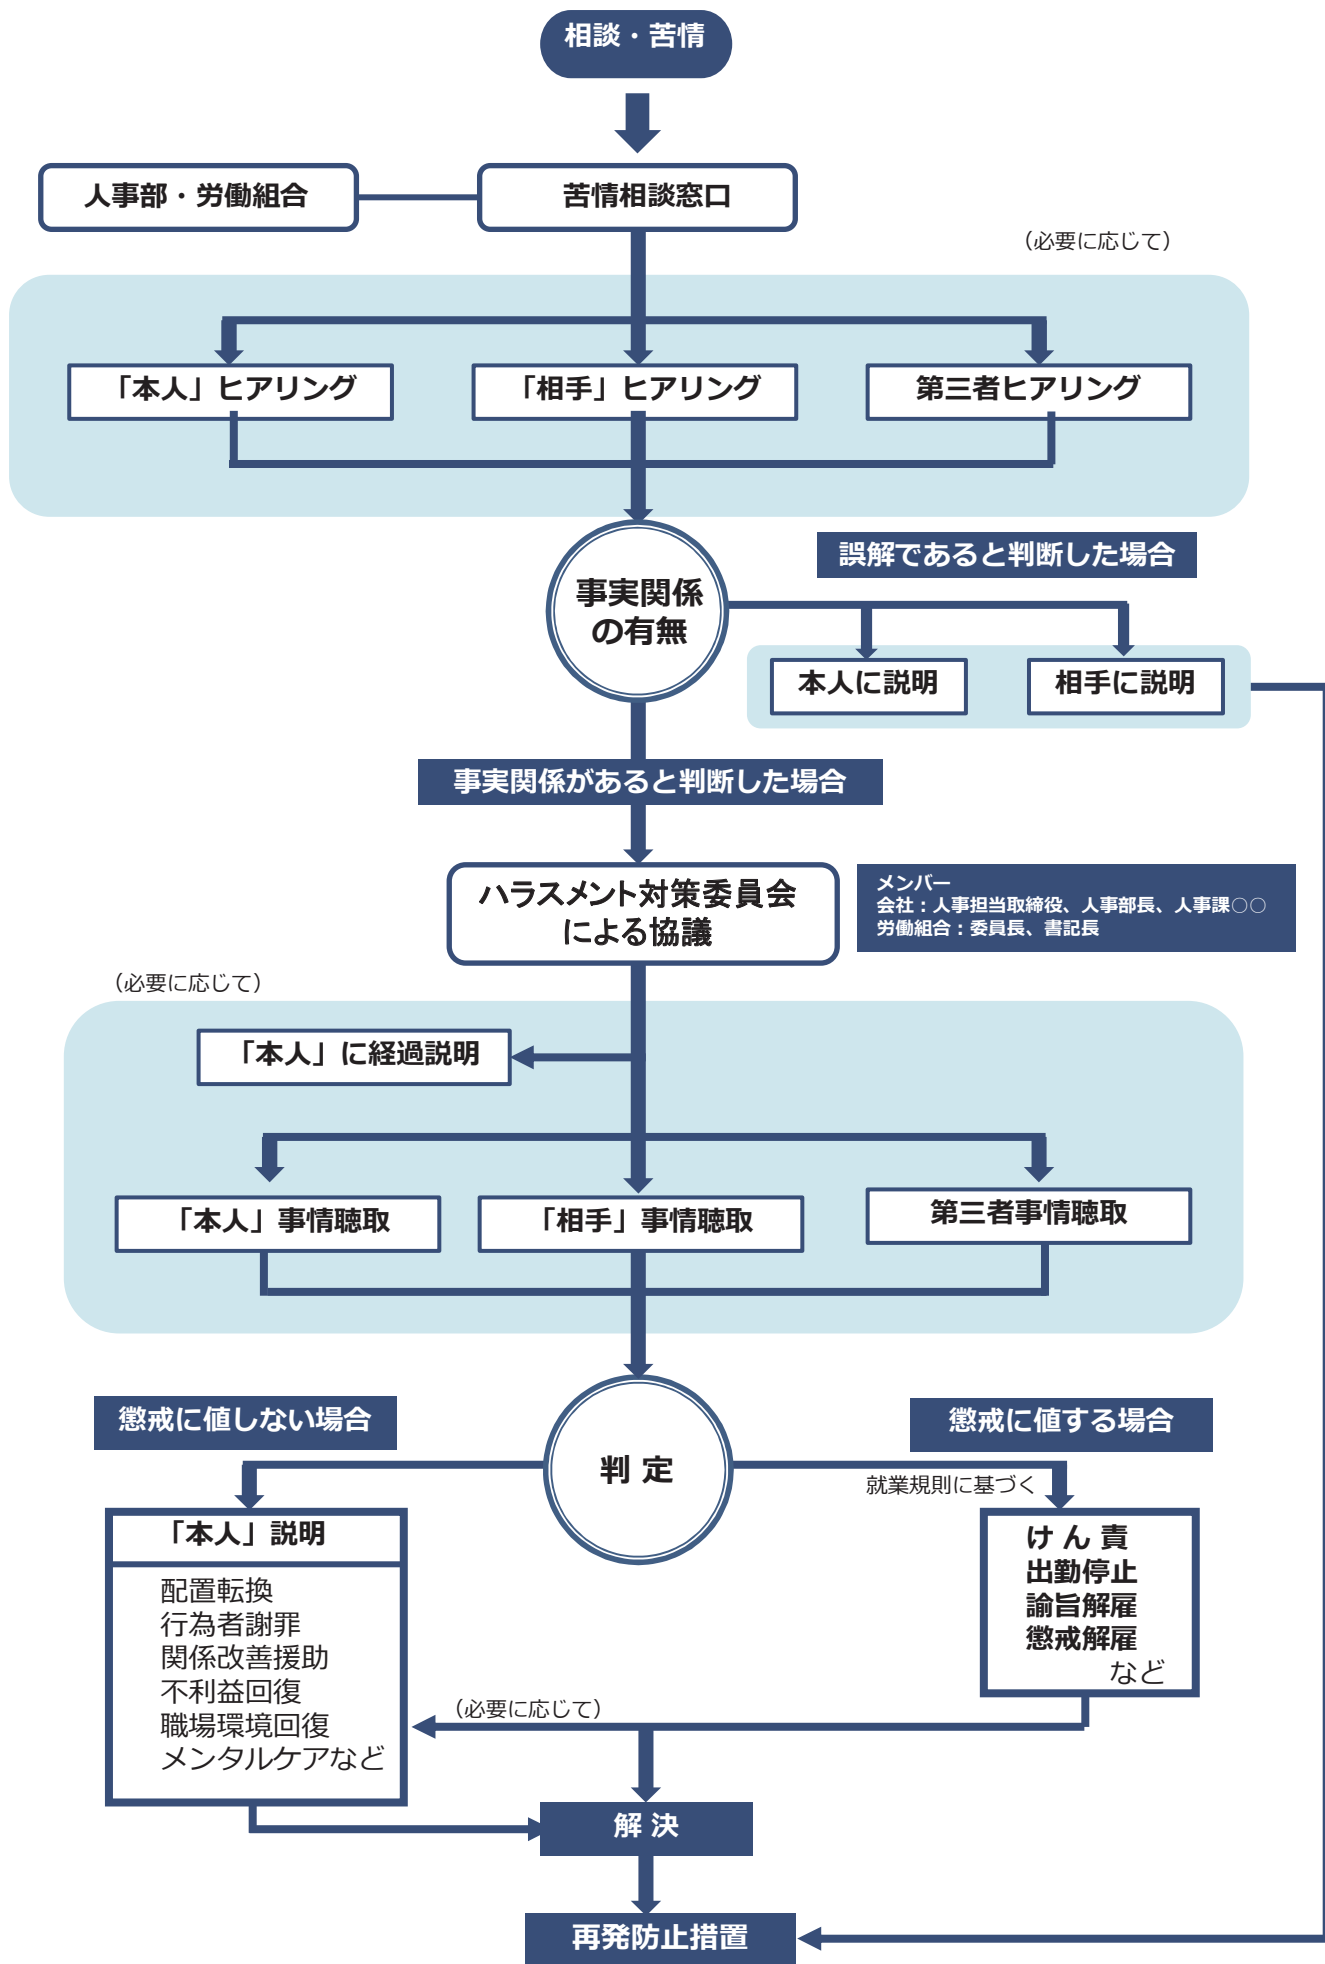 相談・苦情
人事部・労働組合
苦情相談窓口
（必要に応じて）
「本人」ヒアリング
「相手」ヒアリング
第三者ヒアリング
事実関係
の有無
誤解であると判断した場合
本人に説明
相手に説明
事実関係があると判断した場合
ハラスメント対策委員会
による協議
メンバー
会社：人事担当取締役、人事部長、人事課○○
労働組合：委員長、書記長
（必要に応じて）
「本人」に経過説明
「本人」事情聴取
「相手」事情聴取
第三者事情聴取
懲戒に値しない場合
判 定
懲戒に値する場合
就業規則に基づく
「本人」説明
配置転換
行為者謝罪
関係改善援助
不利益回復
職場環境回復
メンタルケアなど
け ん 責
出勤停止
諭旨解雇
懲戒解雇
など
（必要に応じて）
解 決
再発防止措置